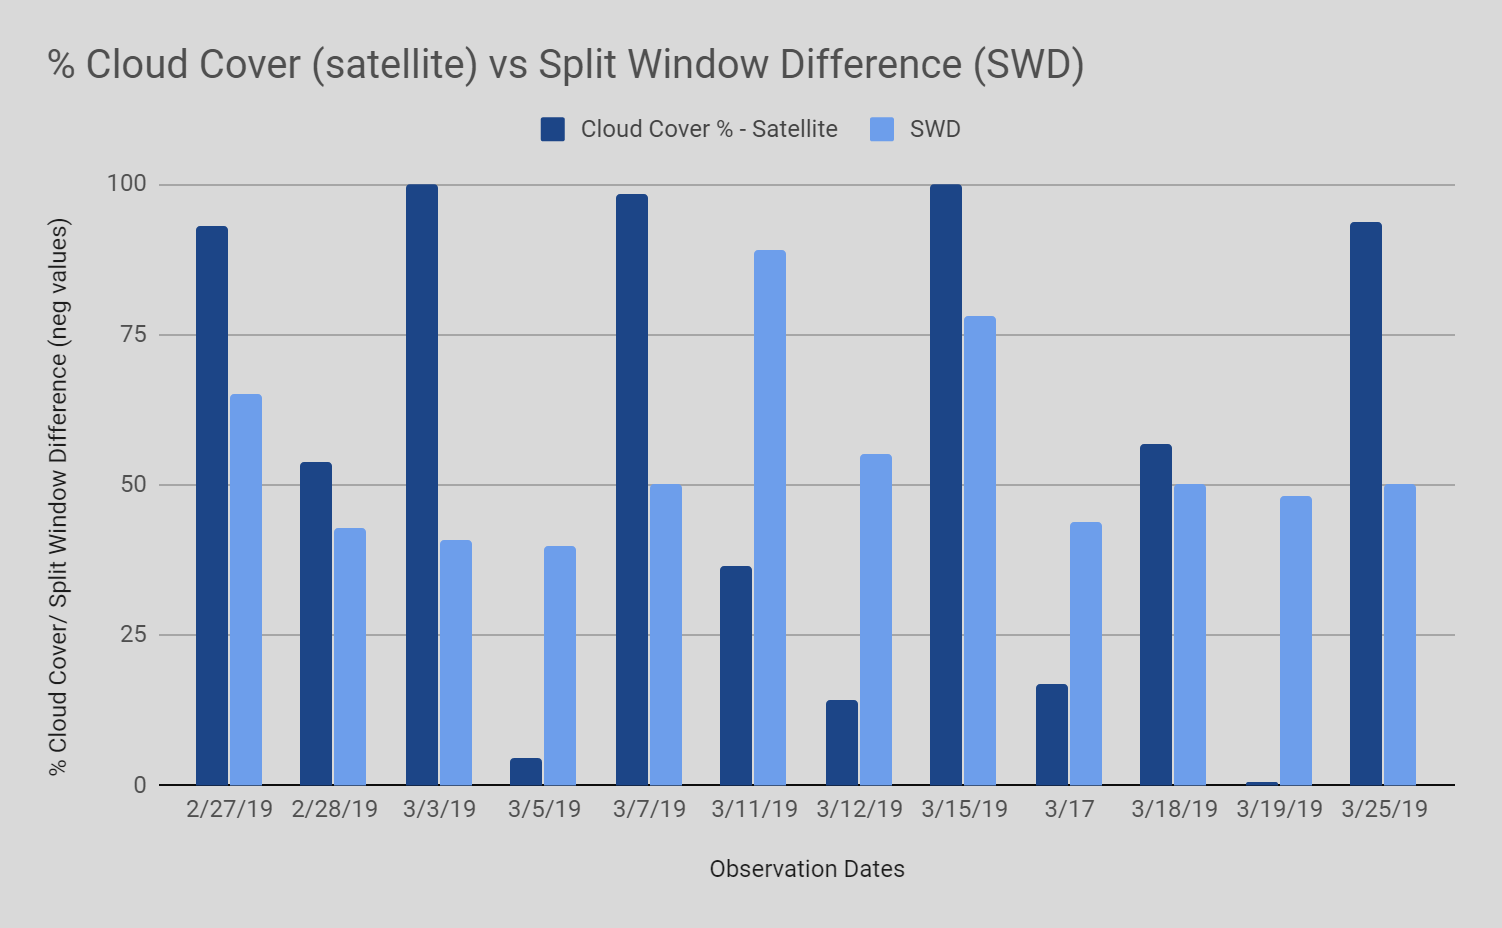 % Cloud Cover (satellite) vs Split Window Difference (SWD)
Cloud Cover % - Satellite SWD
% Cloud Cover/ Split Window Difference (neg values)
100
75
50
25
0
2/27/19 2/28/19 3/3/19 3/5/19 3/7/19 3/11/19 3/12/19 3/15/19 3/17 3/18/19 3/19/19 3/25/19
Observation Dates